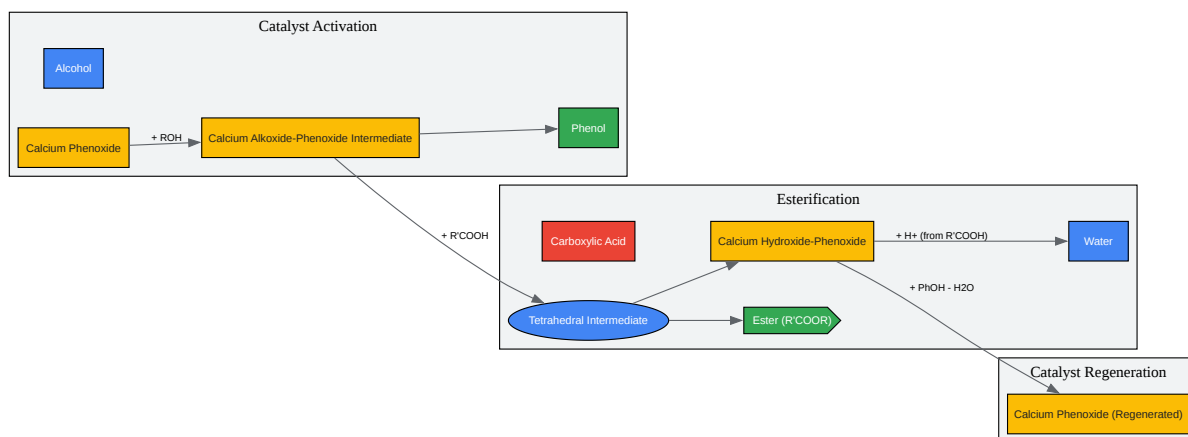 Catalyst Activation
Alcohol
Calcium Phenoxide
+ ROH
Calcium Alkoxide-Phenoxide Intermediate
Phenol
+ R'COOH
Esterification
Carboxylic Acid
Calcium Hydroxide-Phenoxide
+ H+ (from R'COOH)
Water
Tetrahedral Intermediate
Ester (R'COOR)
+ PhOH - H2O
Catalyst Regeneration
Calcium Phenoxide (Regenerated)